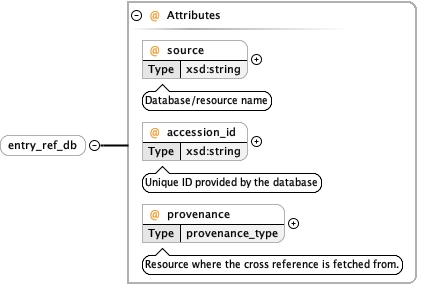 @ Attributes
@ source
Type xsd:string
Database/resource name
@ accession_id
Type xsd:string
entry_ref_db
Unique ID provided by the database
@ provenance
Type provenance_type
Resource where the cross reference is fetched from.